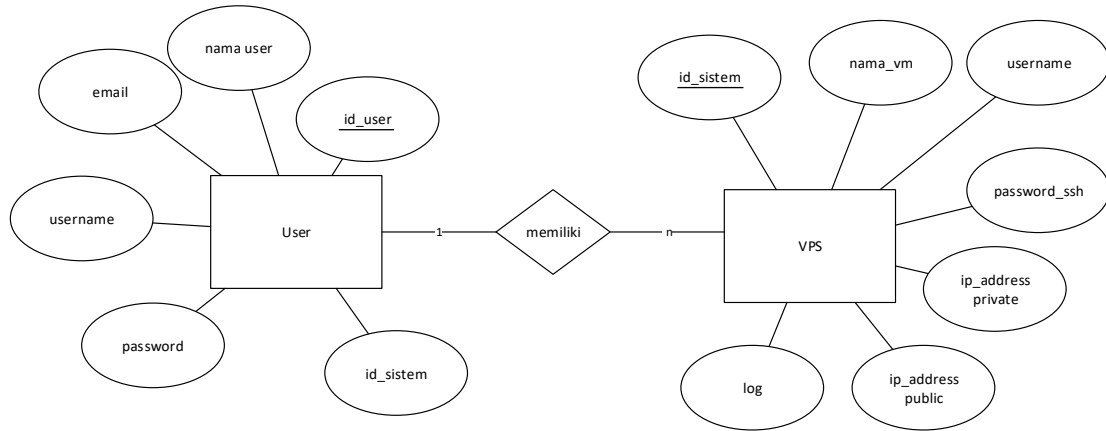 nama user
email
id_user
username
User
password
id_sistem
1
memiliki
n
id_sistem
nama_vm
username
password_ssh
VPS
ip_address
private
ip_address
public
log